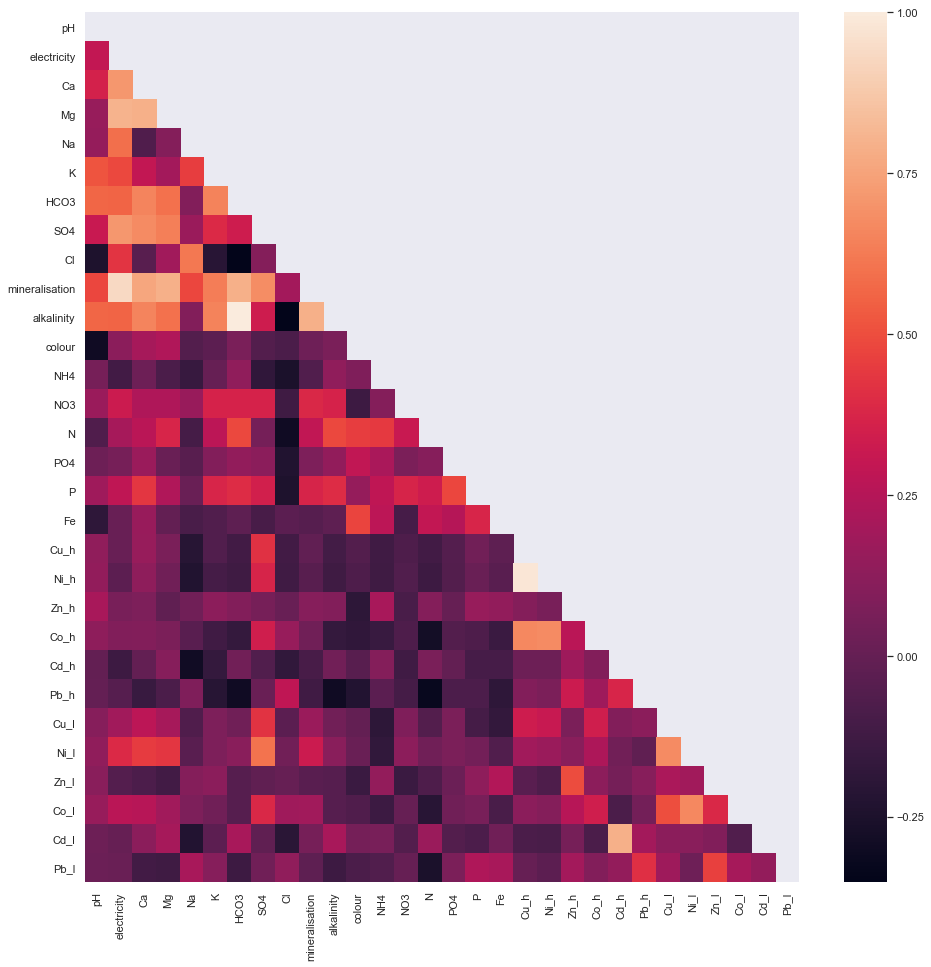 pH
electricity
Ca
Mg
Na
K
HCO3
SO4
Cl
mineralisation
alkalinity
colour
NH4
NO3
N
PO4
P
Fe
Cu_h
Ni_h
Zn_h
Co_h
Cd_h
Pb_h
Cu_l
Ni_l
Zn_l
Co_l
Cd_l
Pb_l
pH
electricity
Ca
Mg
Na
K
HCO3
SO4
Cl
mineralisation
alkalinity
colour
NH4
NO3
N
PO4
P
Fe
Cu_h
Ni_h
Zn_h
Co_h
Cd_h
Pb_h
Cu_l
Ni_l
Zn_l
Co_l
Cd_l
Pb_l
1.00
0.75
0.50
0.25
0.00
−0.25